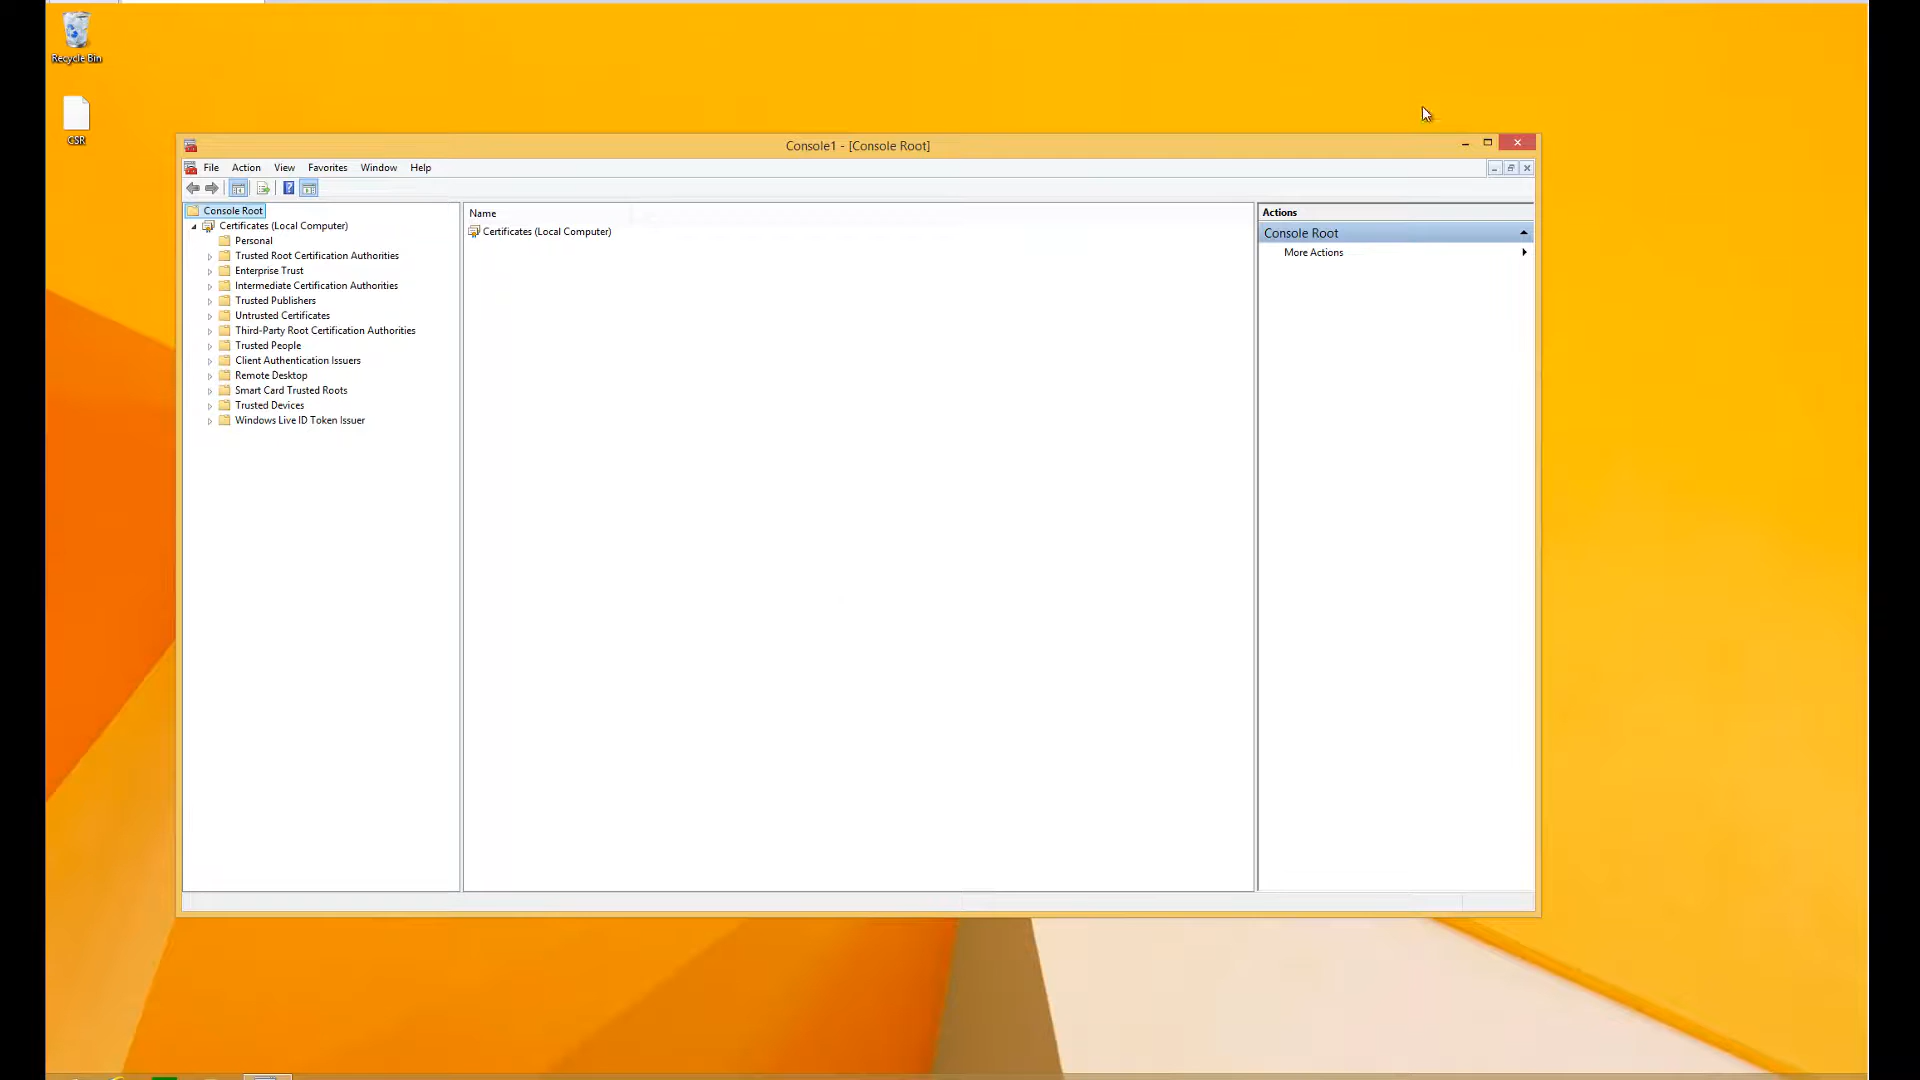 Recycle Bin
CSR
Console1 - [Console Root]
File Action View Favorites Window Help
Console Root
Certificates (Local Computer)
Personal
Trusted Root Certification Authorities
Enterprise Trust
Intermediate Certification Authorities
Trusted Publishers
Untrusted Certificates
Third-Party Root Certification Authorities
Trusted People
Client Authentication Issuers
Remote Desktop
Smart Card Trusted Roots
Trusted Devices
Windows Live ID Token Issuer
Name
Certificates (Local Computer)
Actions
Console Root
More Actions